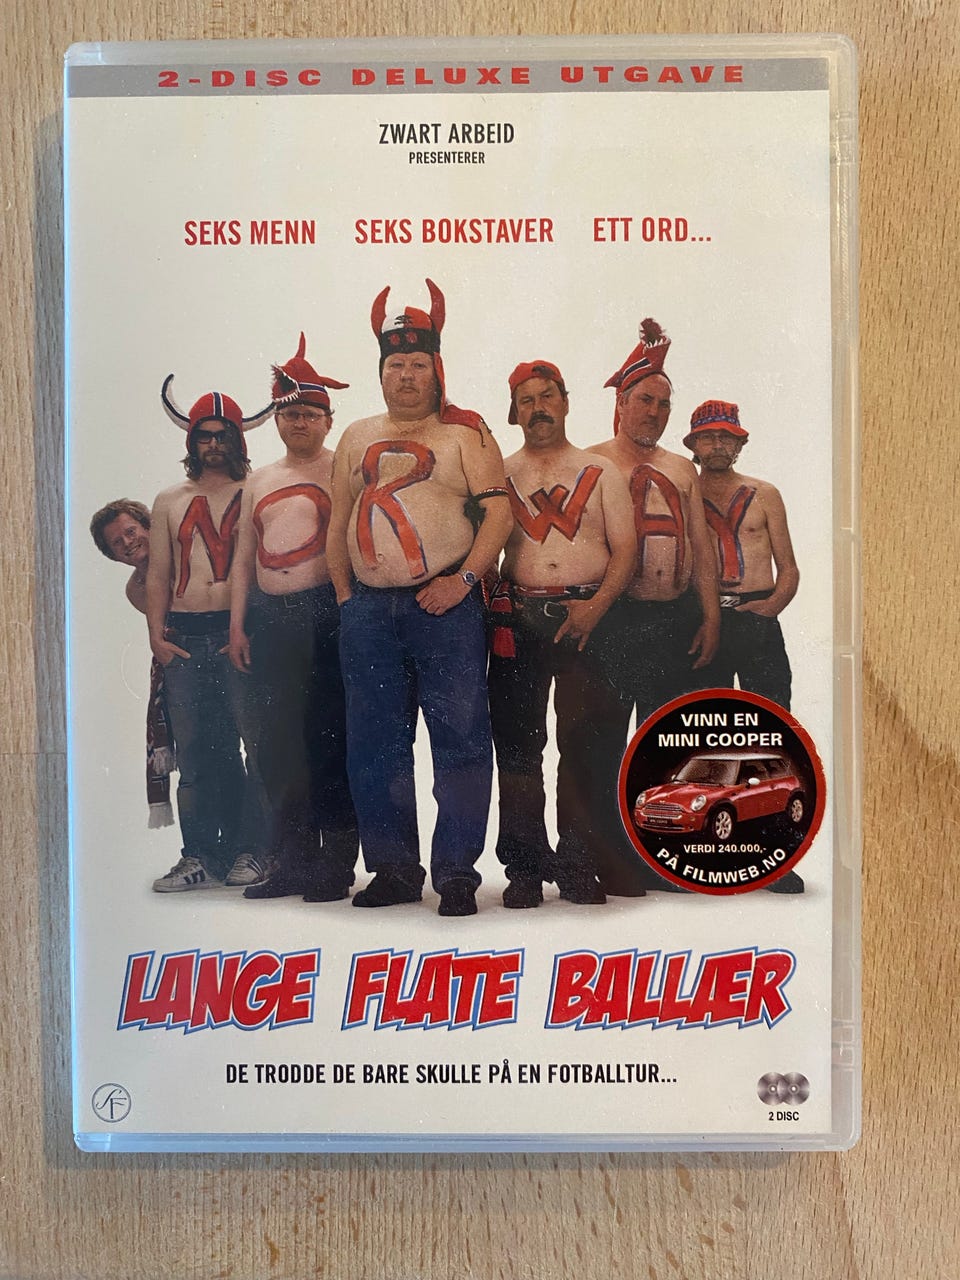 2-DISC DELUXE UTGAVE
ZWART ARBEID
PRESENTERER
SEKS MENN SEKS BOKSTAVER ETT ORD...
NORWAY
VINN EN
MINI COOPER
VERDI 240.000,-
PÅ FILMWEB.NO
LANGE FLATE BALLÆR
DE TRODDE DE BARE SKULLE PÅ EN FOTBALLTUR...
SF
2 DISC